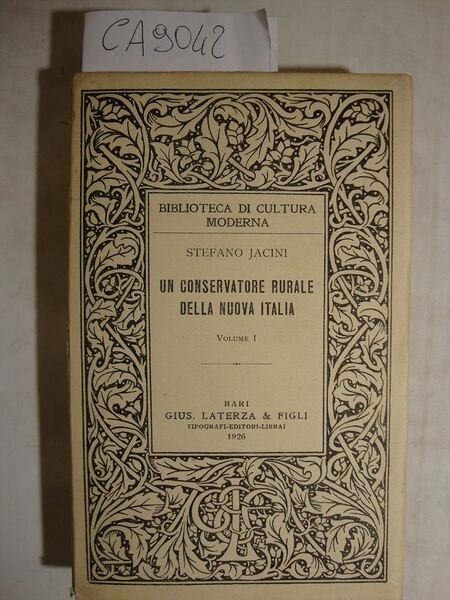 CA9042
BIBLIOTECA DI CULTURA
MODERNA
STEFANO JACINI
UN CONSERVATORE RURALE
DELLA NUOVA ITALIA
VOLUME I
BARI
GIUS. LATERZA & FIGLI
TIPOGRAFI-EDITORI-LIBRAI
1926